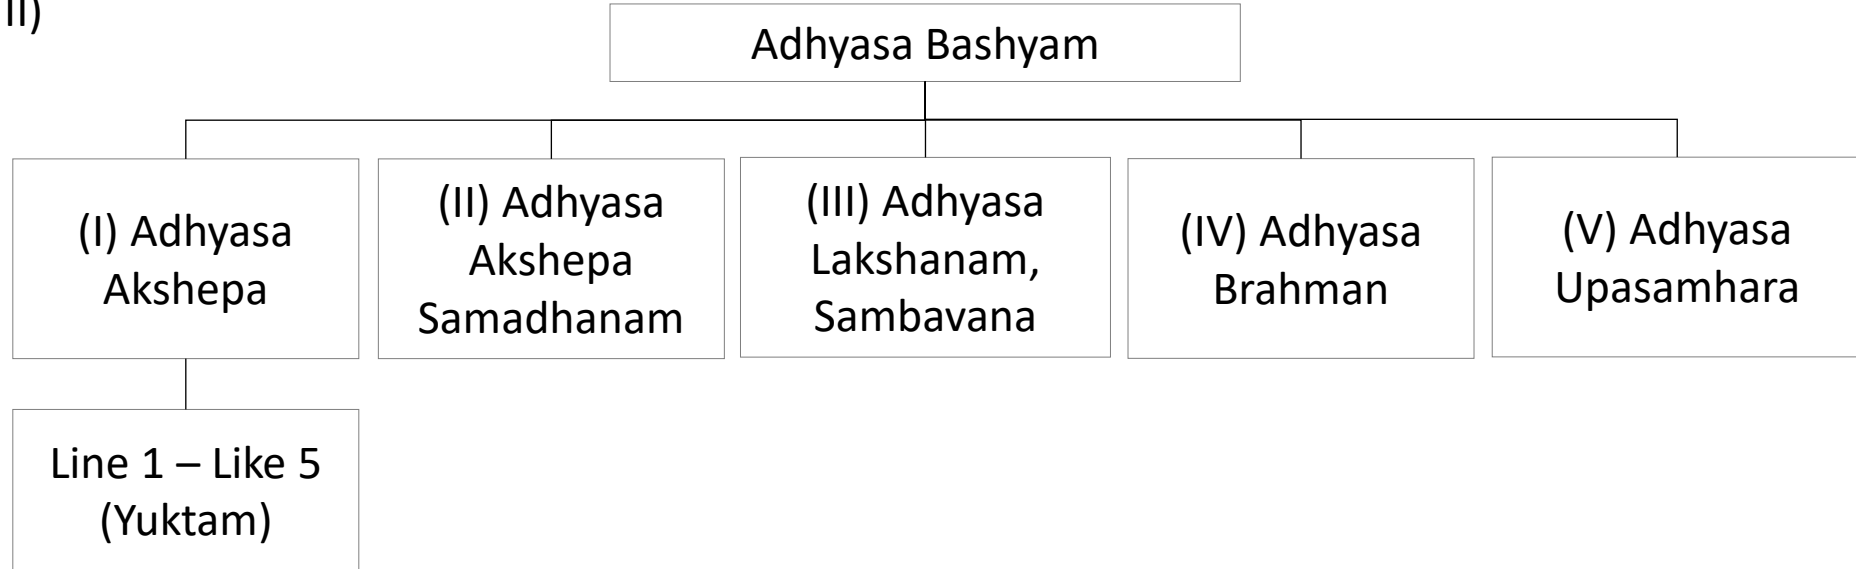 II)
Adhyasa Bashyam
(I) Adhyasa
Akshepa
(II) Adhyasa
Akshepa
Samadhanam
(III) Adhyasa
Lakshanam,
Sambavana
(IV) Adhyasa
Brahman
(V) Adhyasa
Upasamhara
Line 1 – Like 5
(Yuktam)